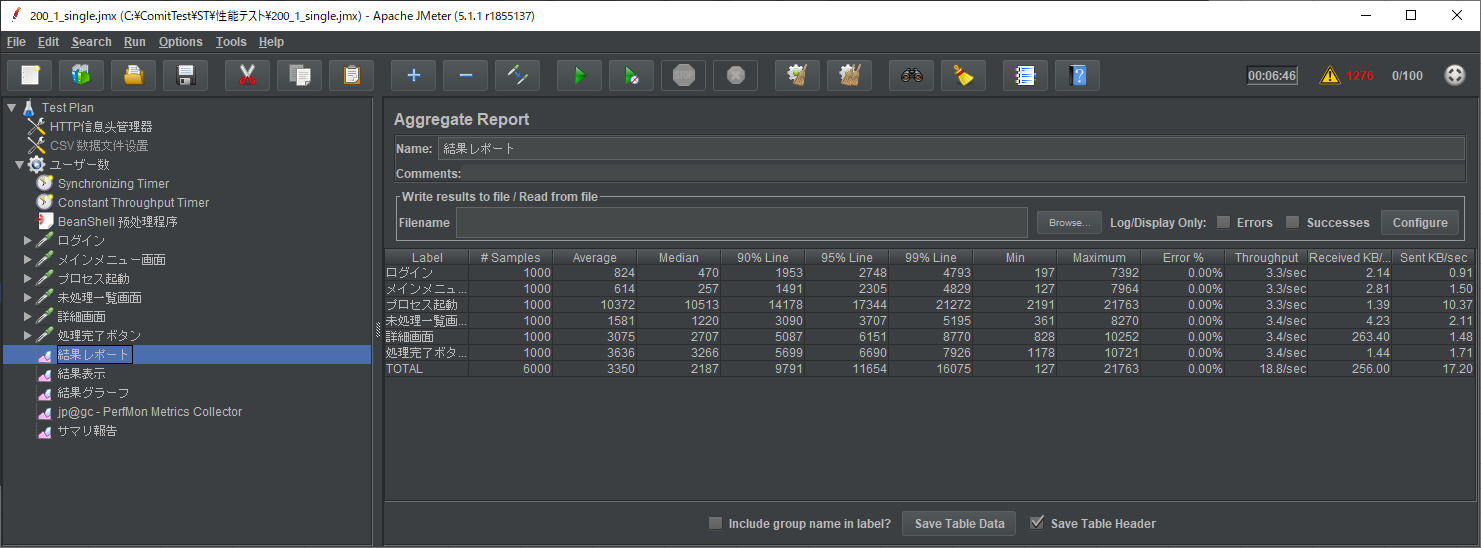 200_1_single.jmx (C:¥ComitTest¥ST¥性能テスト¥200_1_single.jmx) - Apache JMeter (5.1.1 r1855137)
File Edit Search Run Options Tools Help
STOP 00:06:46 1276 0/100
Test Plan
HTTP信息头管理器
CSV 数据文件设置
ユーザー数
Synchronizing Timer
Constant Throughput Timer
BeanShell 预处理程序
ログイン
メインメニュー画面
プロセス起動
未処理一覧画面
詳細画面
処理完了ボタン
結果レポート
結果表示
結果グラーフ
jp@gc - PerfMon Metrics Collector
サマリ報告
Aggregate Report
Name: 結果レポート
Comments:
Write results to file / Read from file
Filename Browse... Log/Display Only: Errors Successes Configure
Label # Samples Average Median 90% Line 95% Line 99% Line Min Maximum Error % Throughput Received KB/... Sent KB/sec
ログイン 1000 824 470 1953 2748 4793 197 7392 0.00% 3.3/sec 2.14 0.91
メインメニュ... 1000 614 257 1491 2305 4829 127 7964 0.00% 3.3/sec 2.81 1.50
プロセス起動 1000 10372 10513 14178 17344 21272 2191 21763 0.00% 3.3/sec 1.39 10.37
未処理一覧画... 1000 1581 1220 3090 3707 5195 361 8270 0.00% 3.4/sec 4.23 2.11
詳細画面 1000 3075 2707 5087 6151 8770 828 10252 0.00% 3.4/sec 263.40 1.48
処理完了ボタ... 1000 3636 3266 5699 6690 7926 1178 10721 0.00% 3.4/sec 1.44 1.71
TOTAL 6000 3350 2187 9791 11654 16075 127 21763 0.00% 18.8/sec 256.00 17.20
Include group name in label? Save Table Data Save Table Header